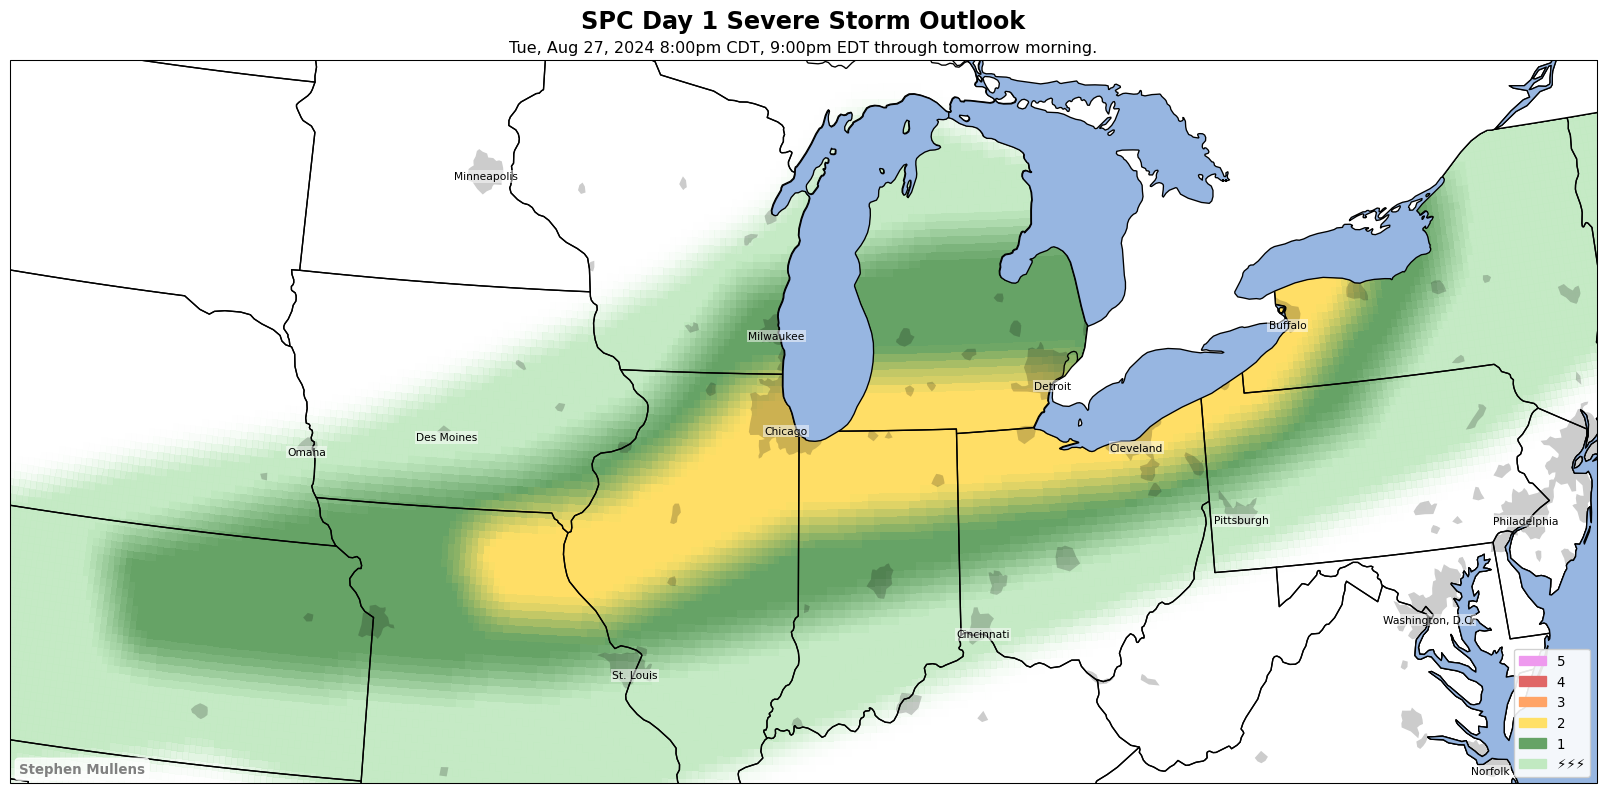 SPC Day 1 Severe Storm Outlook
Tue, Aug 27, 2024 8:00pm CDT, 9:00pm EDT through tomorrow morning.
Minneapolis
Buffalo
Milwaukee
Detroit
Chicago
Des Moines
Cleveland
Omaha
Pittsburgh
Philadelphia
Washington, D.C.
Cincinnati
St. Louis
5
4
3
2
1
⚡⚡⚡
Norfolk
Stephen Mullens